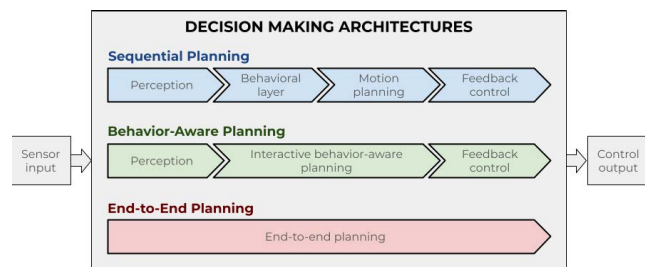 DECISION MAKING ARCHITECTURES
Sequential Planning
Perception
Behavioral
layer
Motion
planning
Feedback
control
Behavior-Aware Planning
Sensor
input
Perception
Interactive behavior-aware
planning
Feedback
control
Control
output
End-to-End Planning
End-to-end planning